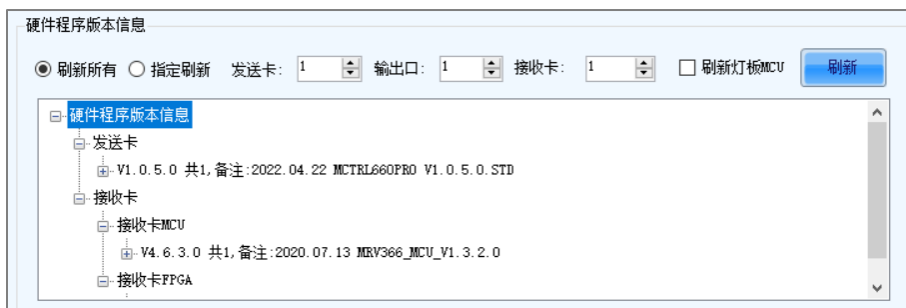 硬件程序版本信息
刷新所有 指定刷新 发送卡: 1 输出口: 1 接收卡: 1 刷新灯板MCU 刷新
硬件程序版本信息
发送卡
V1.0.5.0 共1,备注:2022.04.22 MCTRL660PRO V1.0.5.0.STD
接收卡
接收卡MCU
V4.6.3.0 共1,备注:2020.07.13 MRV366_MCU_V1.3.2.0
接收卡FPGA